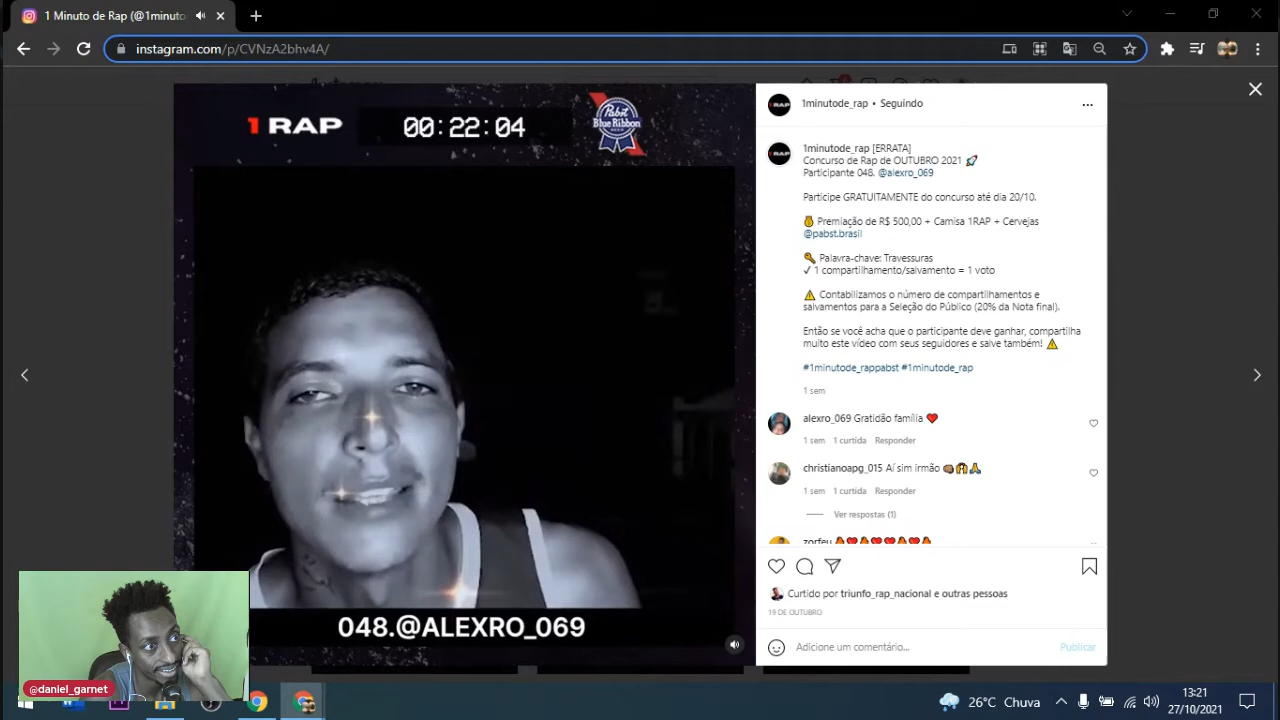 1 Minuto de Rap (@1minuto
instagram.com/p/CVNzA2bhv4A/
1 RAP
00:22:04
Pabst
Blue Ribbon
048.@ALEXRO_069
1minutode_rap • Seguindo
1minutode_rap [ERRATA]
Concurso de Rap de OUTUBRO 2021 🚀
Participante 048. @alexro_069
Participe GRATUITAMENTE do concurso até dia 20/10.
💰 Premiação de R$ 500,00 + Camisa 1RAP + Cervejas
@pabst.brasil
🔑 Palavra-chave: Travessuras
✓ 1 compartilhamento/salvamento = 1 voto
⚠️ Contabilizamos o número de compartilhamentos e
salvamentos para a Seleção do Público (20% da Nota final).
Então se você acha que o participante deve ganhar, compartilha
muito este vídeo com seus seguidores e salve também! ⚠️
#1minutode_rappabst #1minutode_rap
1 sem
alexro_069 Gratidão família ❤️
1 sem 1 curtida Responder
christianoapg_015 Aí sim irmão
1 sem 1 curtida Responder
Ver respostas (1)
zorfeu
Curtido por triunfo_rap_nacional e outras pessoas
19 DE OUTUBRO
Adicione um comentário...
Publicar
@daniel_garnet
26°C Chuva
13:21
27/10/2021